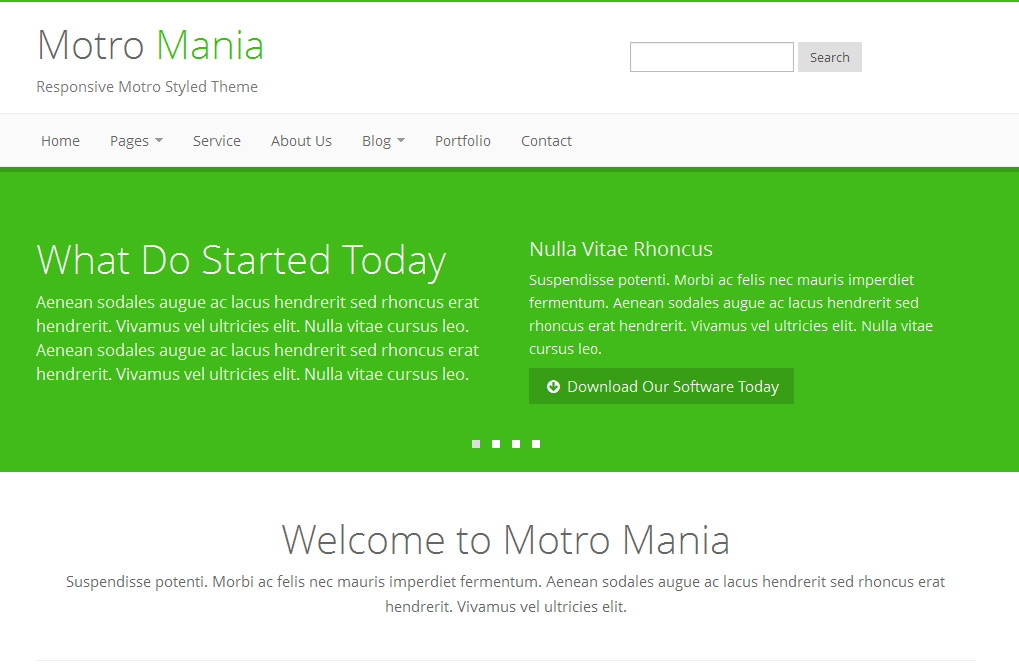 Motro Mania
Responsive Motro Styled Theme
Search
Home Pages Service About Us Blog Portfolio Contact
What Do Started Today
Aenean sodales augue ac lacus hendrerit sed rhoncus erat
hendrerit. Vivamus vel ultricies elit. Nulla vitae cursus leo.
Aenean sodales augue ac lacus hendrerit sed rhoncus erat
hendrerit. Vivamus vel ultricies elit. Nulla vitae cursus leo.
Nulla Vitae Rhoncus
Suspendisse potenti. Morbi ac felis nec mauris imperdiet
fermentum. Aenean sodales augue ac lacus hendrerit sed
rhoncus erat hendrerit. Vivamus vel ultricies elit. Nulla vitae
cursus leo.
Download Our Software Today
Welcome to Motro Mania
Suspendisse potenti. Morbi ac felis nec mauris imperdiet fermentum. Aenean sodales augue ac lacus hendrerit sed rhoncus erat
hendrerit. Vivamus vel ultricies elit.